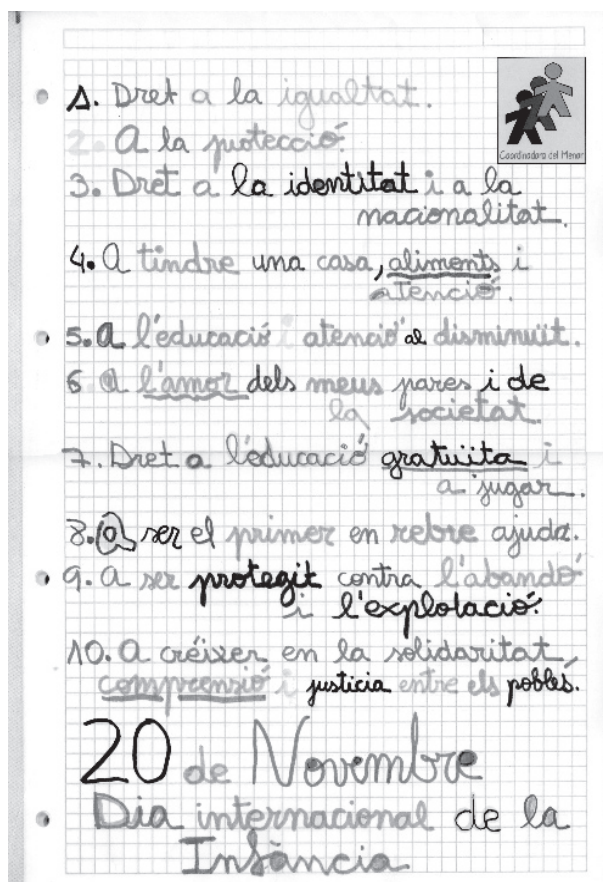 1. Dret a la igualtat.
2. A la protecció.
3. Dret a la identitat i a la
nacionalitat.
Coordinadora del Menor
4. A tindre una casa, aliments i
atenció.
5. A l'educació i atenció al disminuït.
6 A l'amor dels meus pares i de
la societat
7. Dret a l'educació gratuïta i
a jugar.
8. A ser el primer en rebre ajuda.
9. A ser protegit contra l'abandó
i l'explotació.
10. A créixer en la solidaritat,
comprensió i justicia entre els pobles.
20 de Novembre
Dia internacional de la
Infància